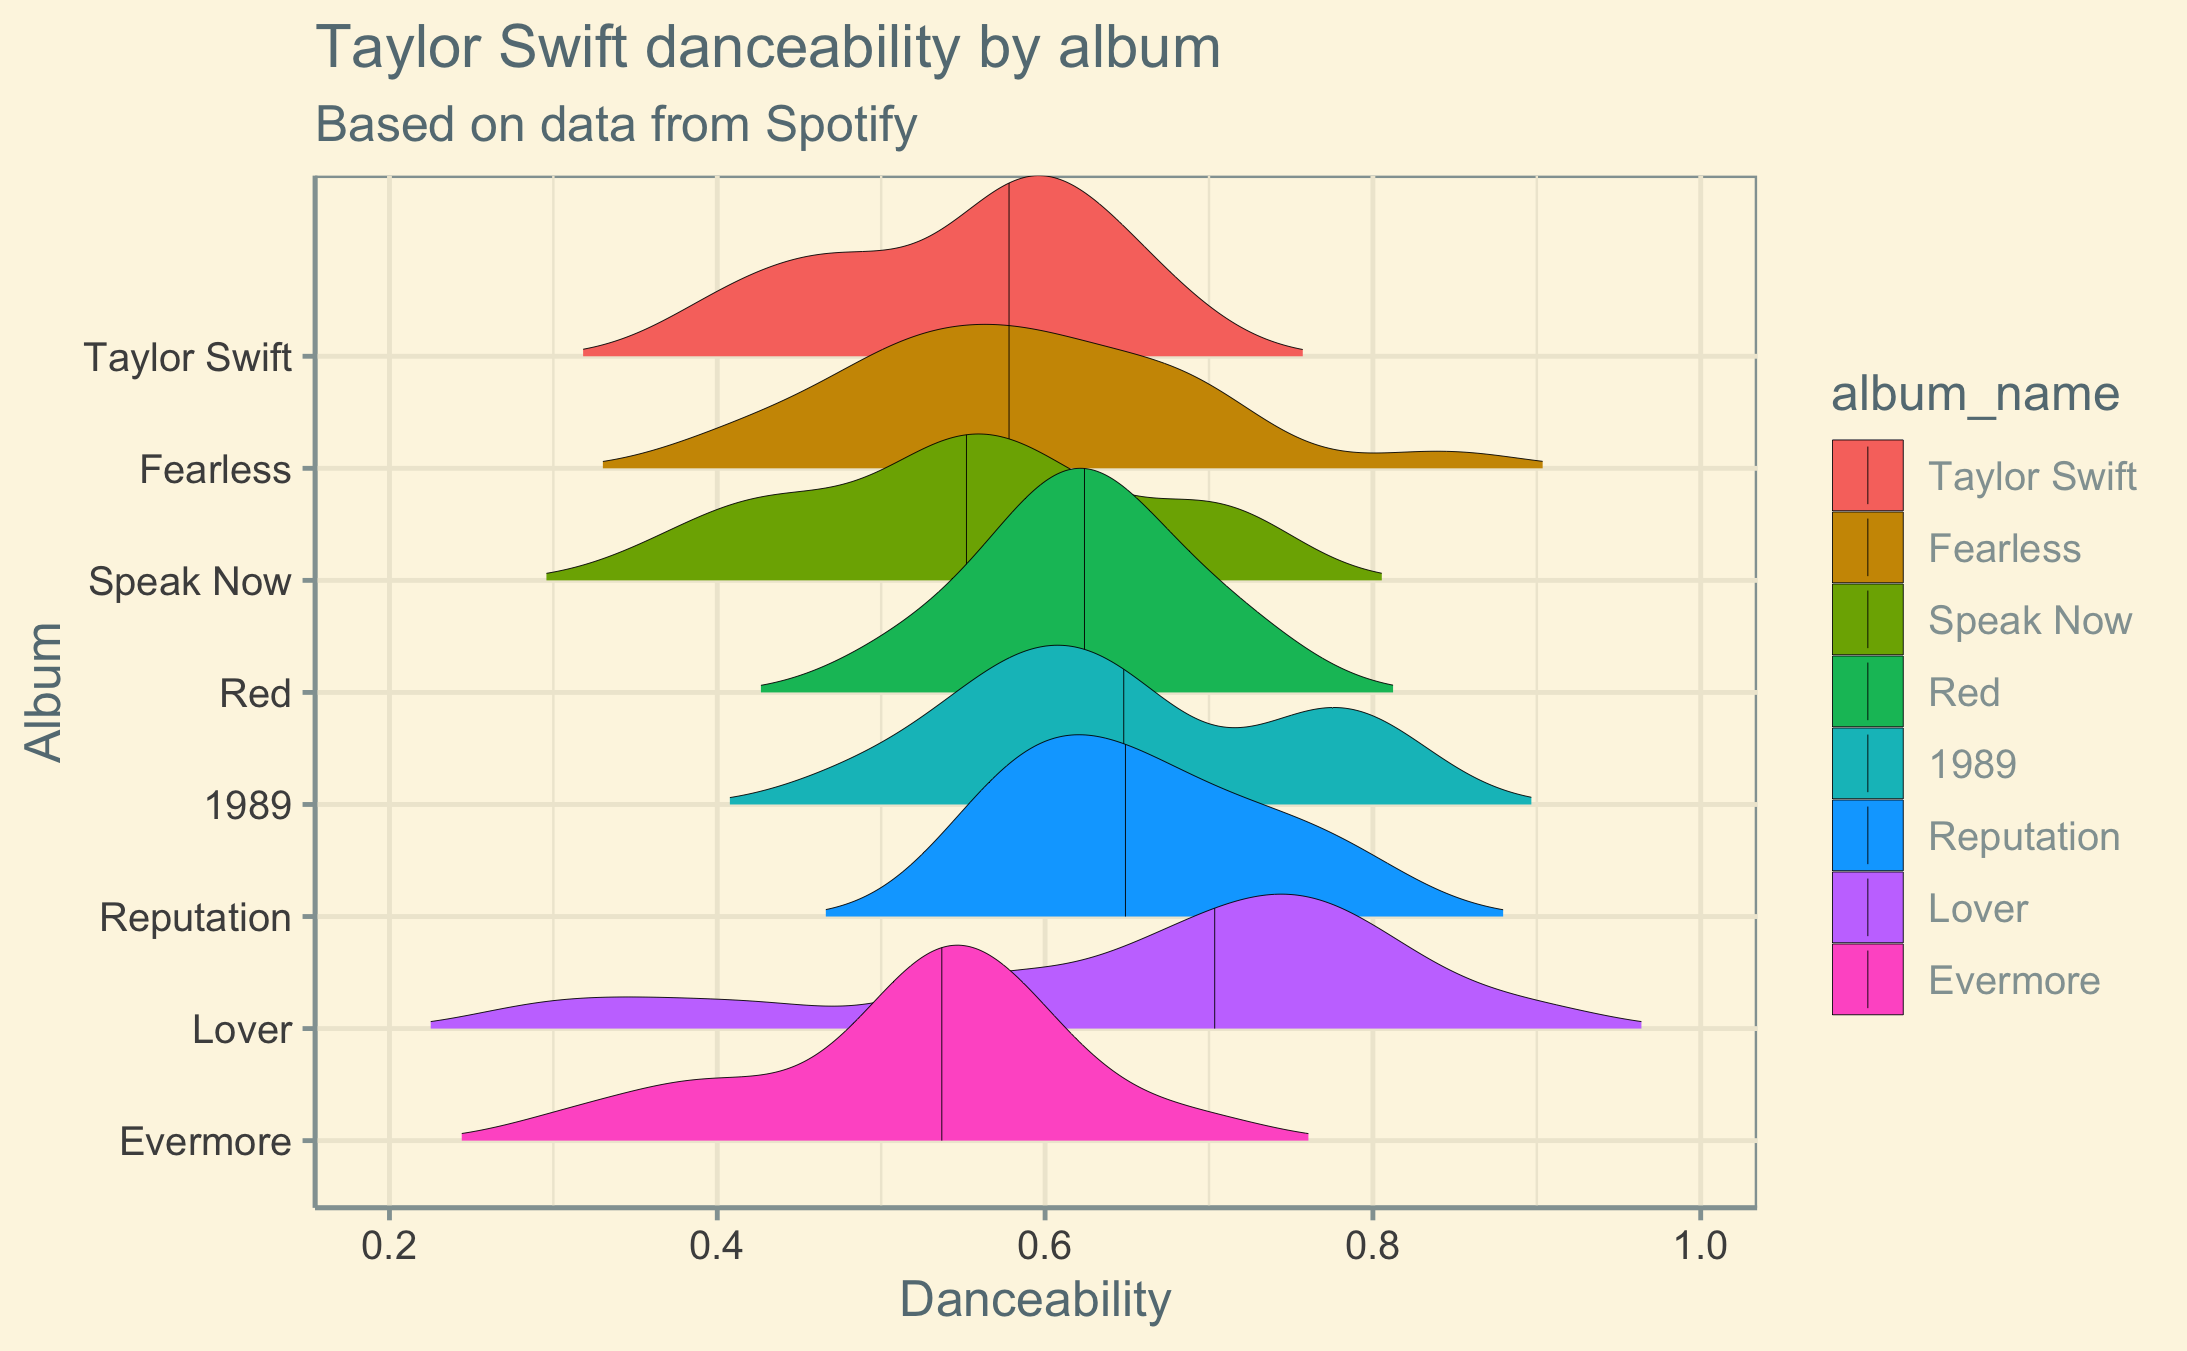 Taylor Swift danceability by album
Based on data from Spotify
Album
Taylor Swift
Fearless
Speak Now
Red
1989
Reputation
Lover
Evermore
0.2 0.4 0.6 0.8 1.0
Danceability
album_name
Taylor Swift
Fearless
Speak Now
Red
1989
Reputation
Lover
Evermore